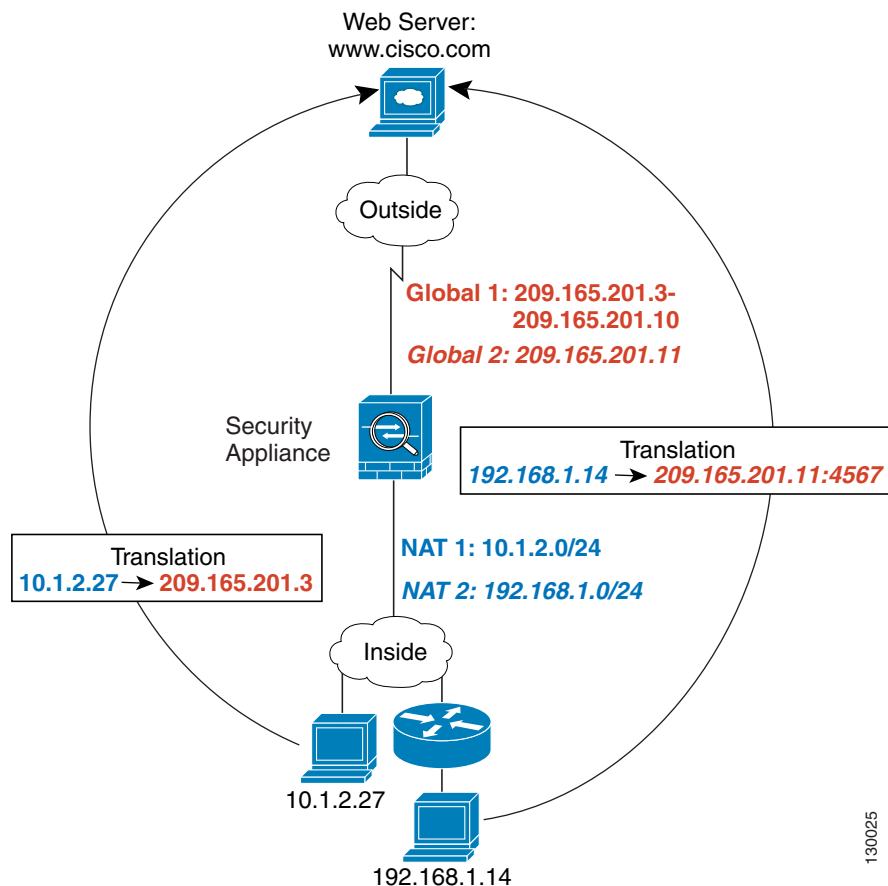 Web Server:
www.cisco.com
Outside
Global 1: 209.165.201.3-
209.165.201.10
Global 2: 209.165.201.11
Security
Appliance
Translation
192.168.1.14 209.165.201.11:4567
NAT 1: 10.1.2.0/24
NAT 2: 192.168.1.0/24
Translation
10.1.2.27 209.165.201.3
Inside
10.1.2.27
192.168.1.14
130025